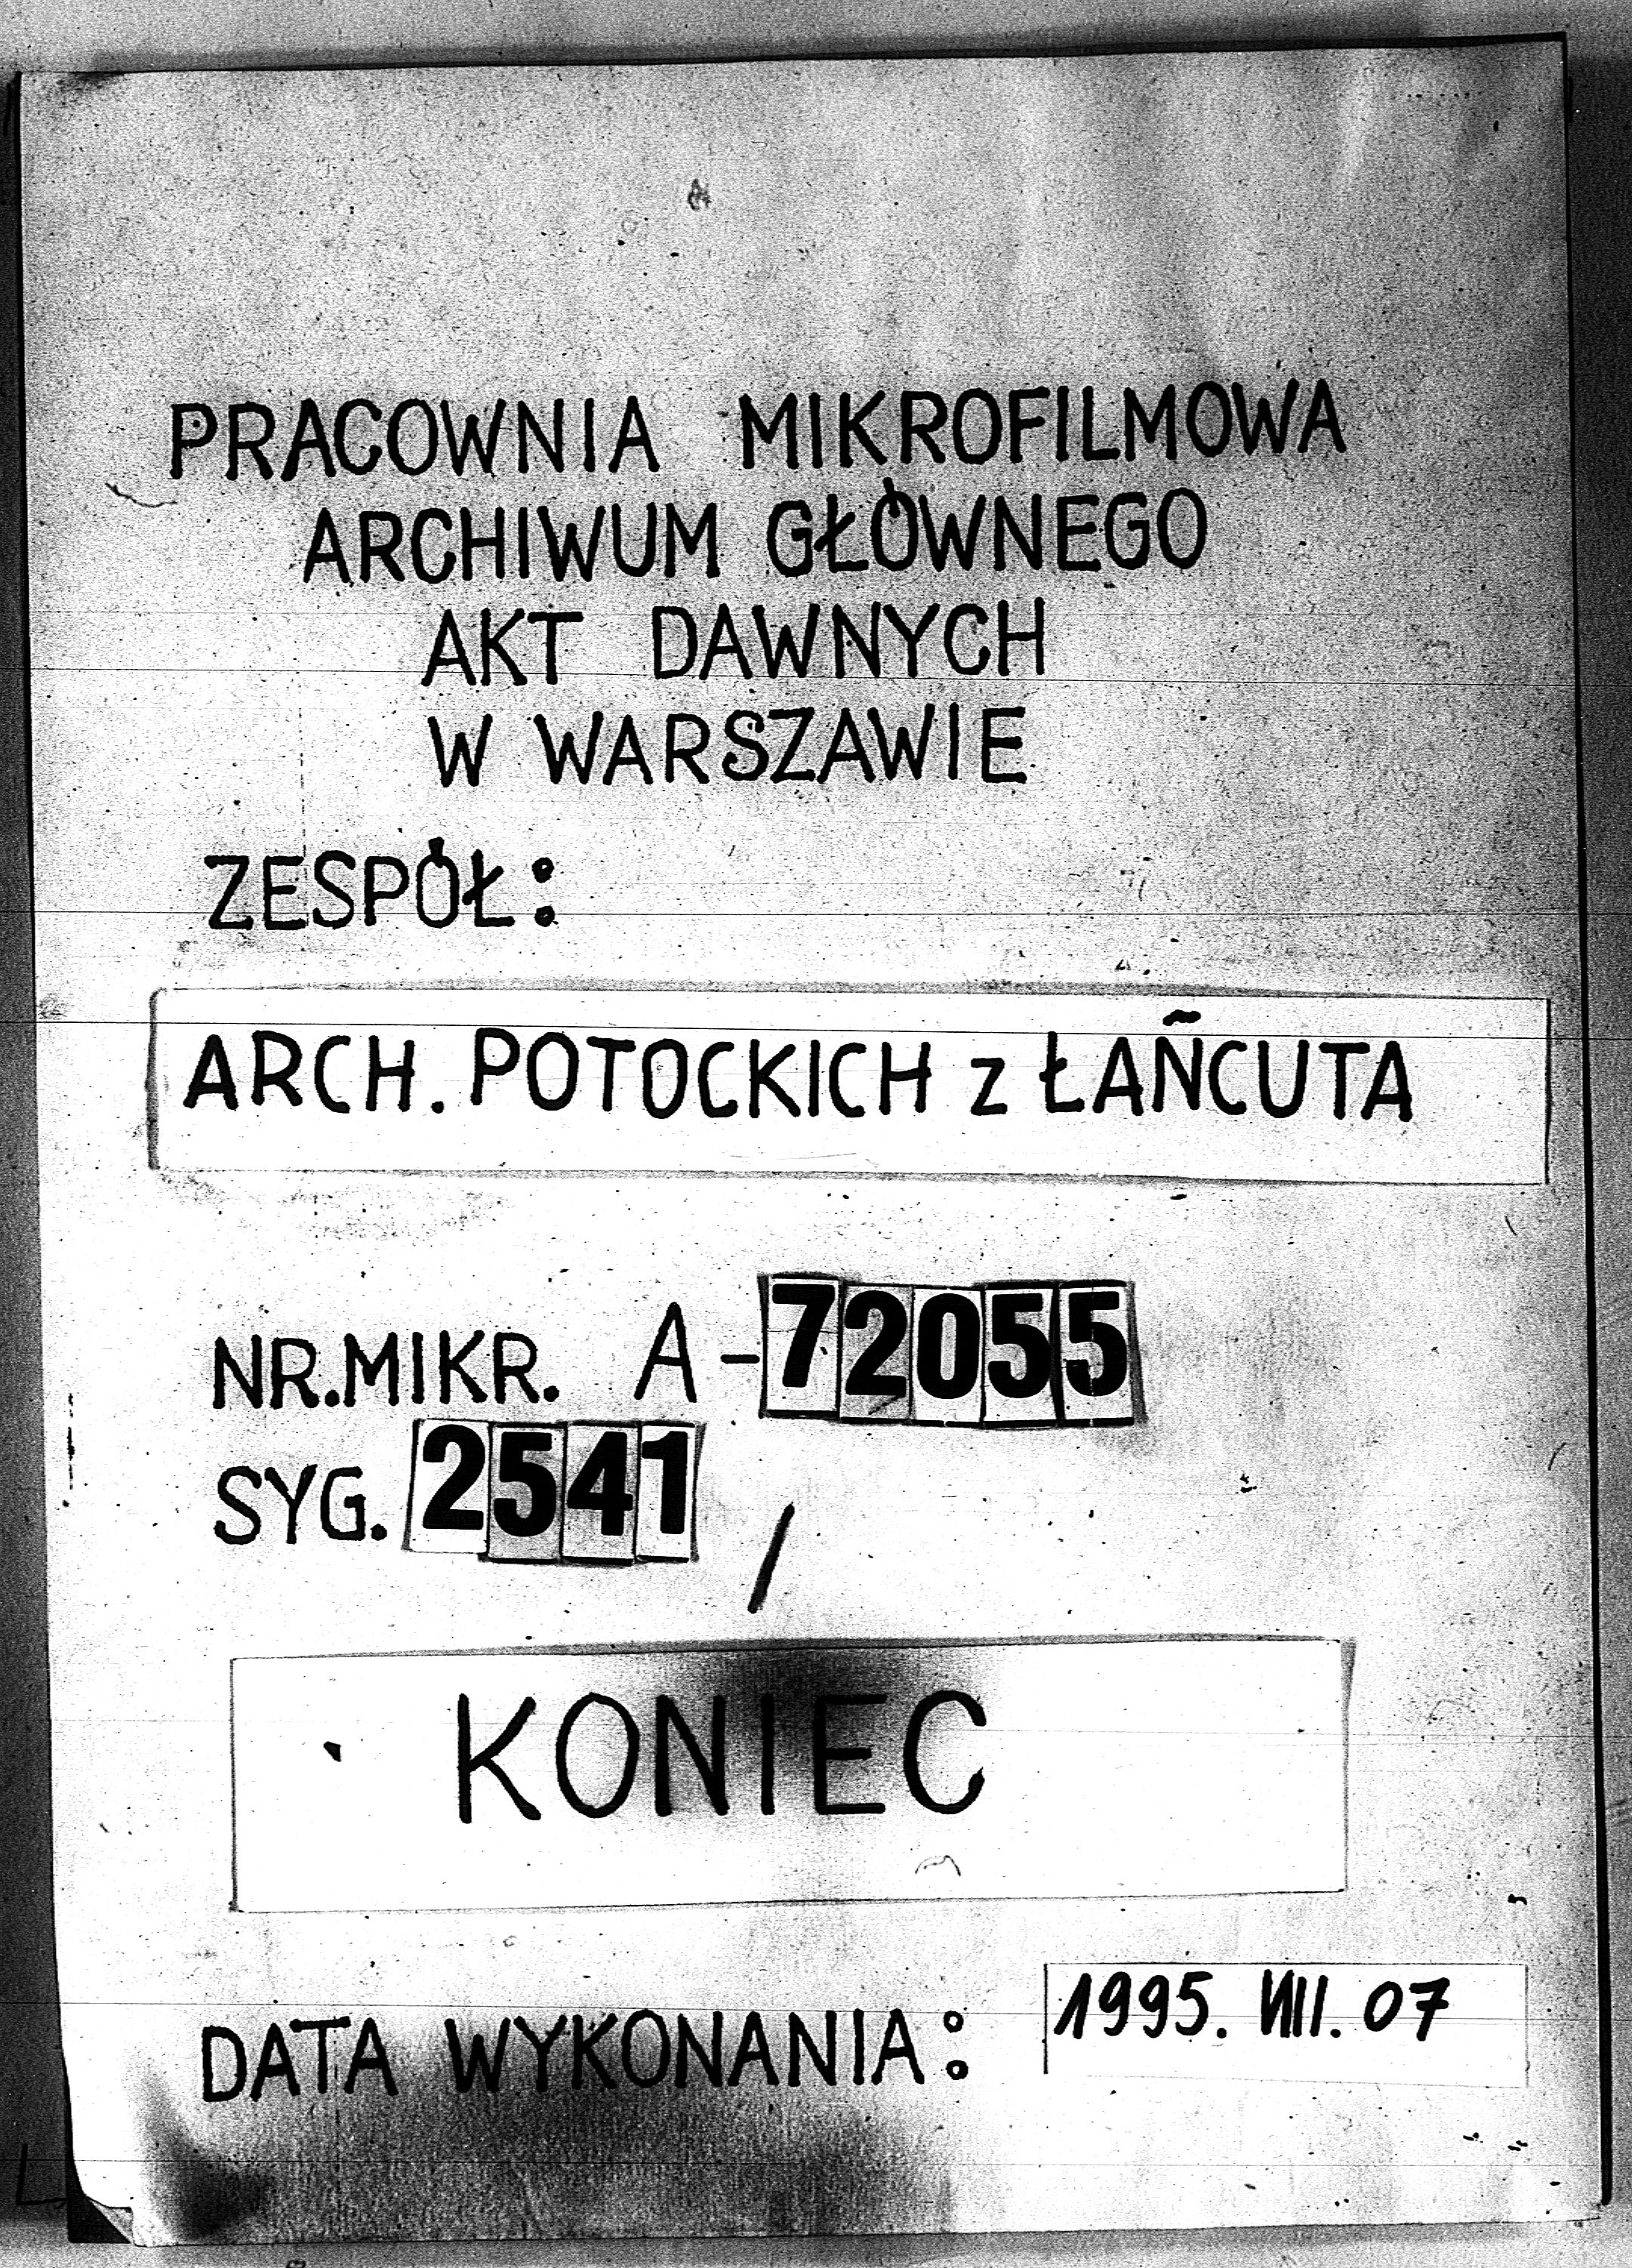 PRACOWNIA MIKROFILMOWA
ARCHIWUM GŁÓWNEGO
AKT DAWNYCH
W WARSZAWIE
ZESPÓŁ:
ARCH. POTOCKICH z ŁAŃCUTA
NR.MIKR. A-72055
SYG. 2541 /
KONIEC
DATA WYKONANIA: 1995. VIII. 07